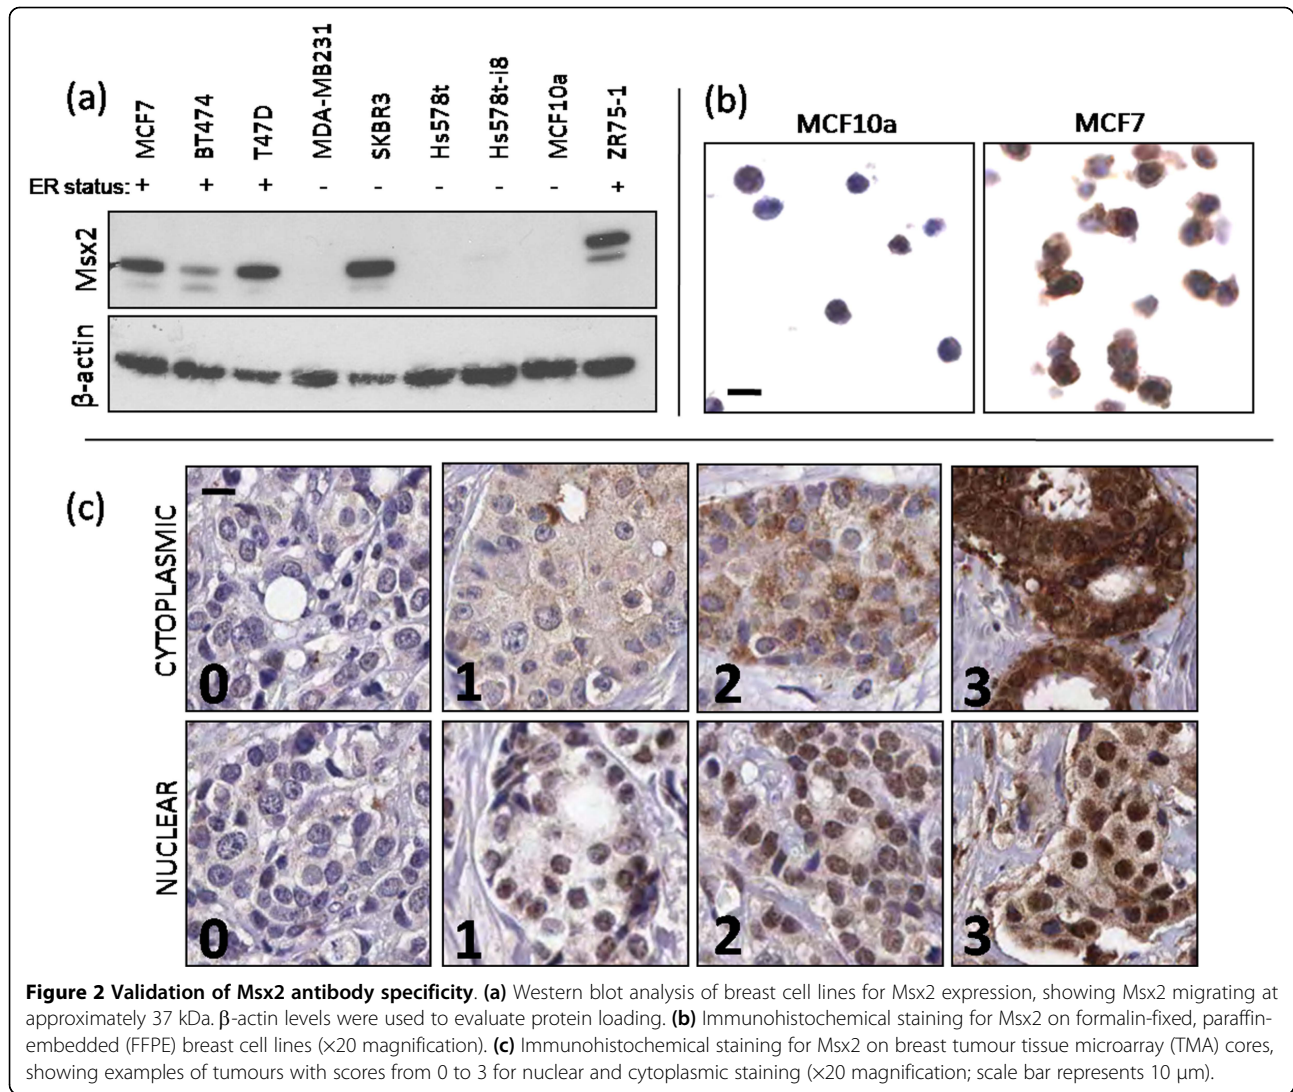 (a)
MCF7 BT474 T47D MDA-MB231 SKBR3 Hs578t Hs578t-i8 MCF10a ZR75-1
ER status: + + + - - - - - +
Msx2
β-actin
(b)
MCF10a MCF7
(c)
CYTOPLASMIC
0 1 2 3
NUCLEAR
0 1 2 3
Figure 2 Validation of Msx2 antibody specificity. (a) Western blot analysis of breast cell lines for Msx2 expression, showing Msx2 migrating at
approximately 37 kDa. β-actin levels were used to evaluate protein loading. (b) Immunohistochemical staining for Msx2 on formalin-fixed, paraffin-
embedded (FFPE) breast cell lines (×20 magnification). (c) Immunohistochemical staining for Msx2 on breast tumour tissue microarray (TMA) cores,
showing examples of tumours with scores from 0 to 3 for nuclear and cytoplasmic staining (×20 magnification; scale bar represents 10 μm).